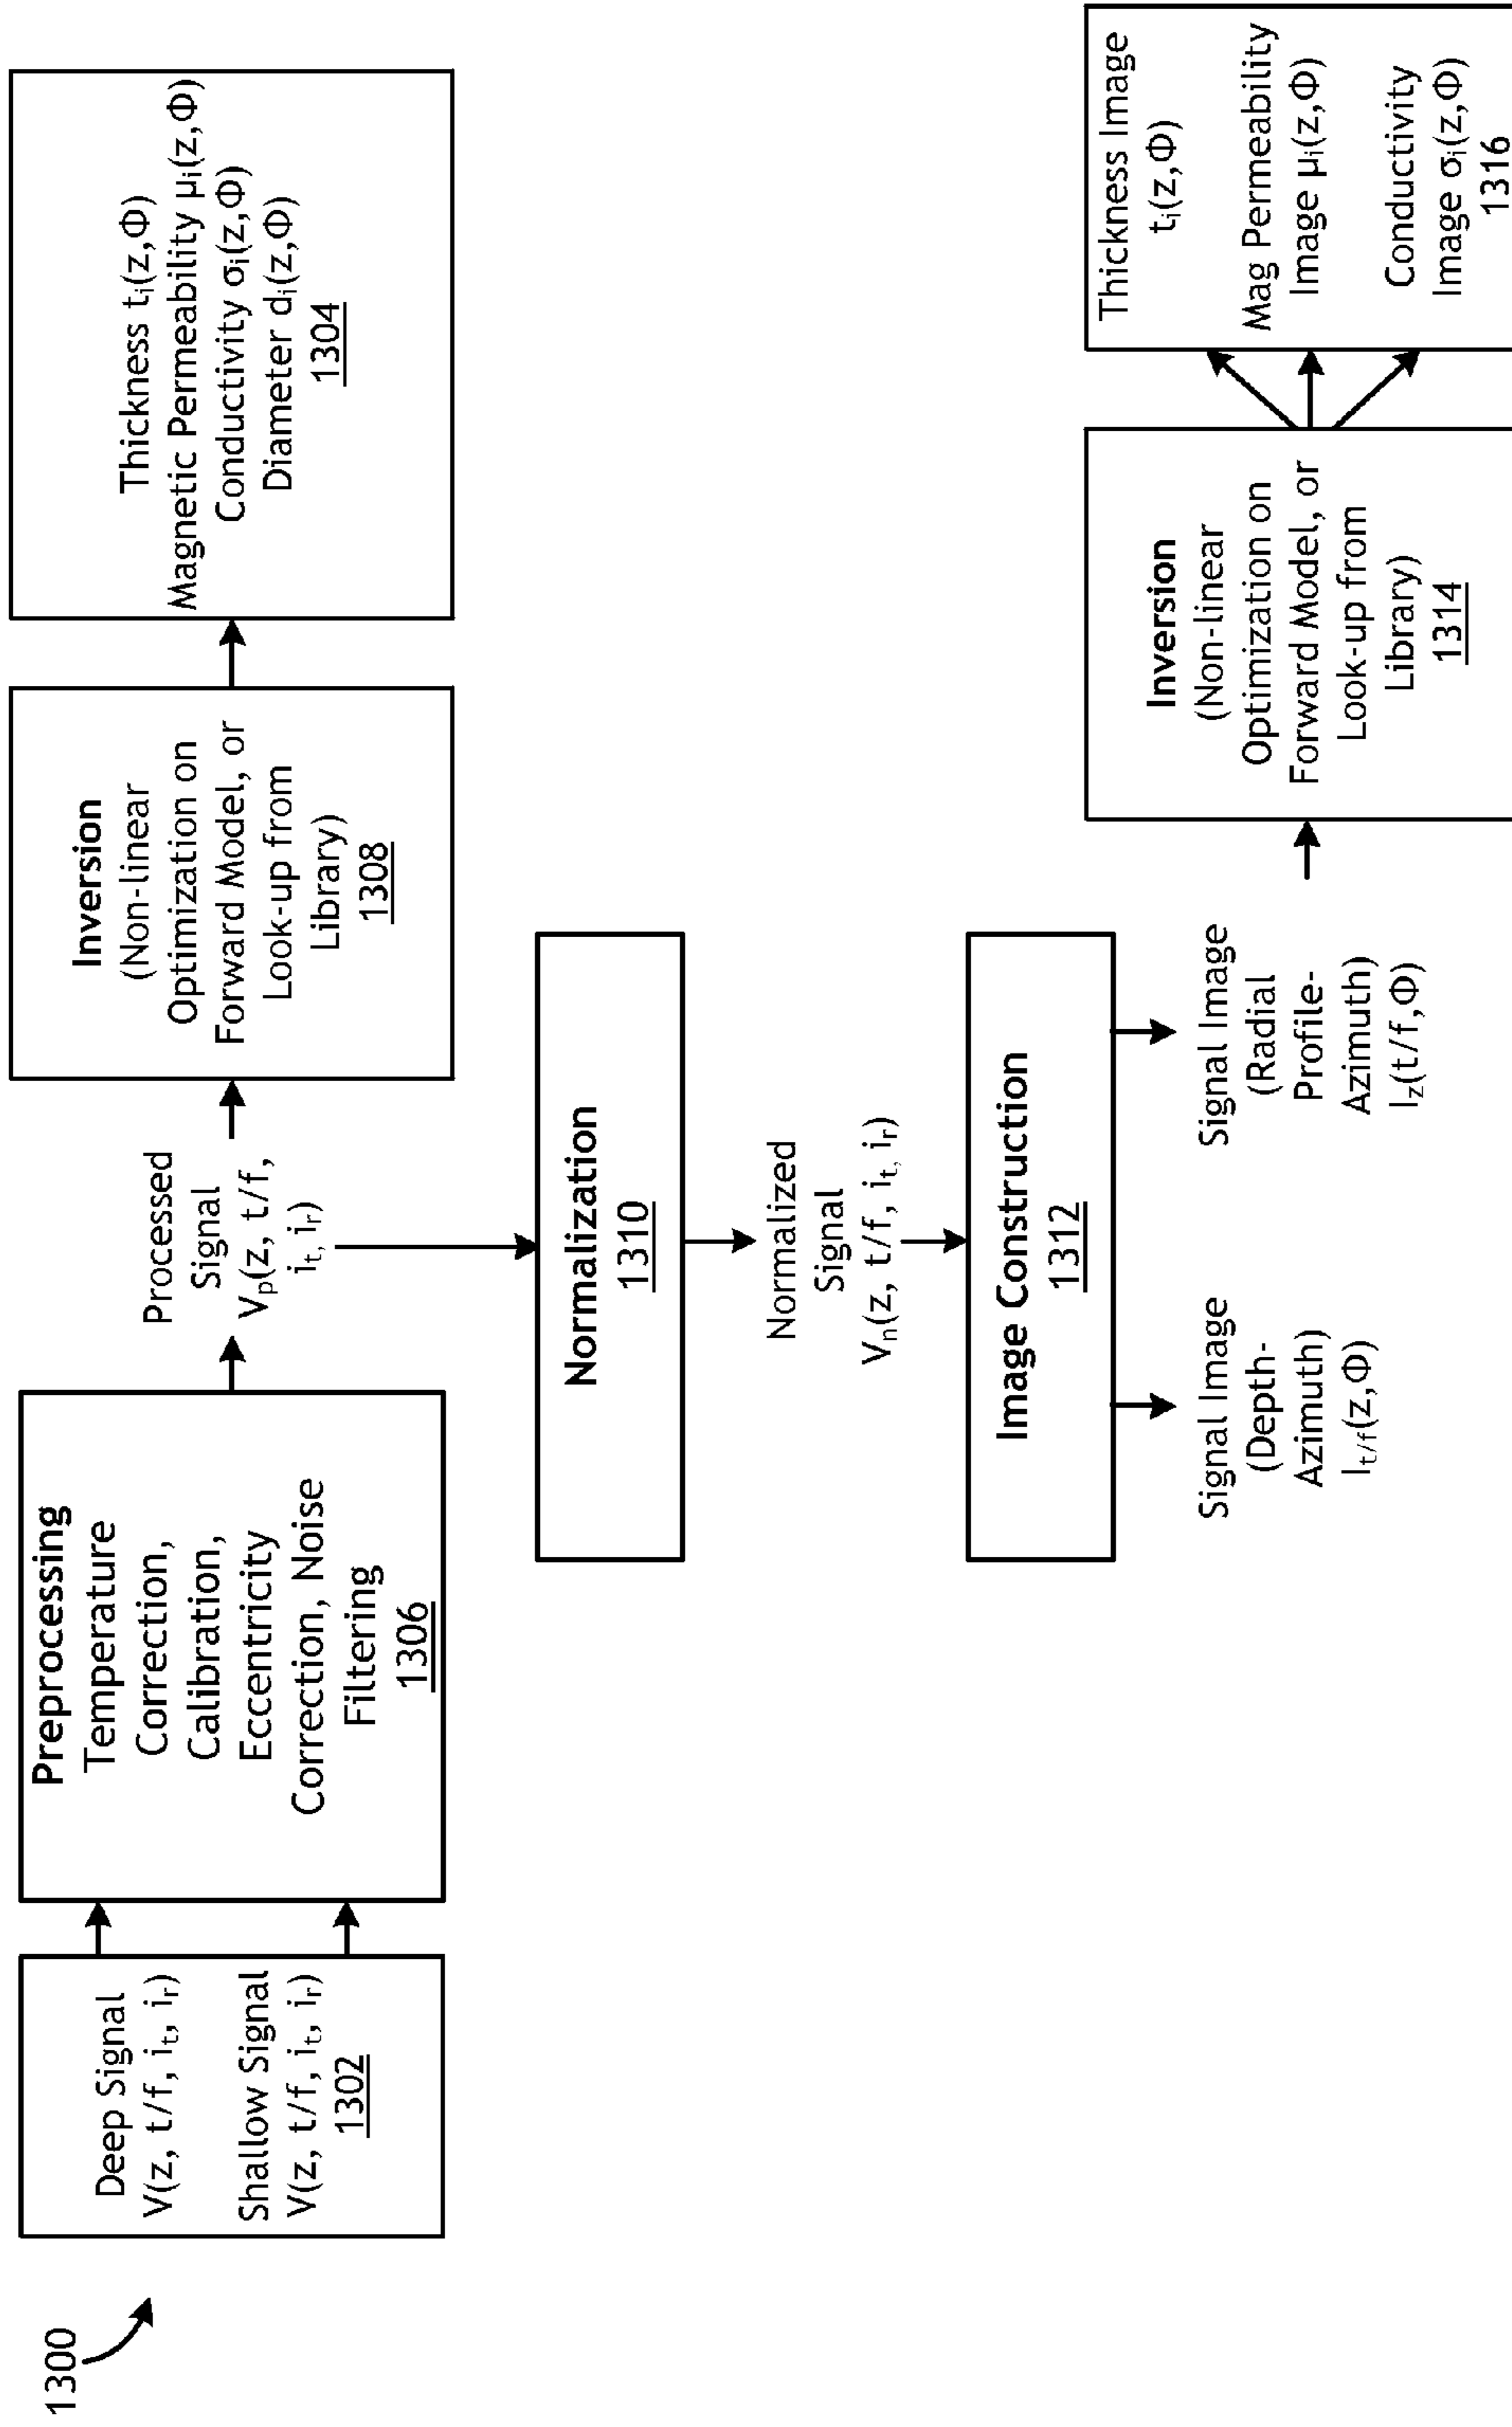 1300
Deep Signal
V(z, t/f, iₜ, iᵣ)
Shallow Signal
V(z, t/f, iₜ, iᵣ)
1302
Preprocessing
Temperature
Correction,
Calibration,
Eccentricity
Correction, Noise
Filtering
1306
Processed
Signal
Vₚ(z, t/f,
iₜ, iᵣ)
Inversion
(Non-linear
Optimization on
Forward Model, or
Look-up from
Library)
1308
Thickness tᵢ(z,Φ)
Magnetic Permeability μᵢ(z,Φ)
Conductivity σᵢ(z,Φ)
Diameter dᵢ(z,Φ)
1304
Normalization
1310
Normalized
Signal
Vₙ(z, t/f, iₜ, iᵣ)
Image Construction
1312
Signal Image
(Depth-
Azimuth)
I_{t/f}(z,Φ)
Signal Image
(Radial
Profile-
Azimuth)
I_z(t/f,Φ)
Inversion
(Non-linear
Optimization on
Forward Model, or
Look-up from
Library)
1314
Thickness Image
tᵢ(z,Φ)
Mag Permeability
Image μᵢ(z,Φ)
Conductivity
Image σᵢ(z,Φ)
1316